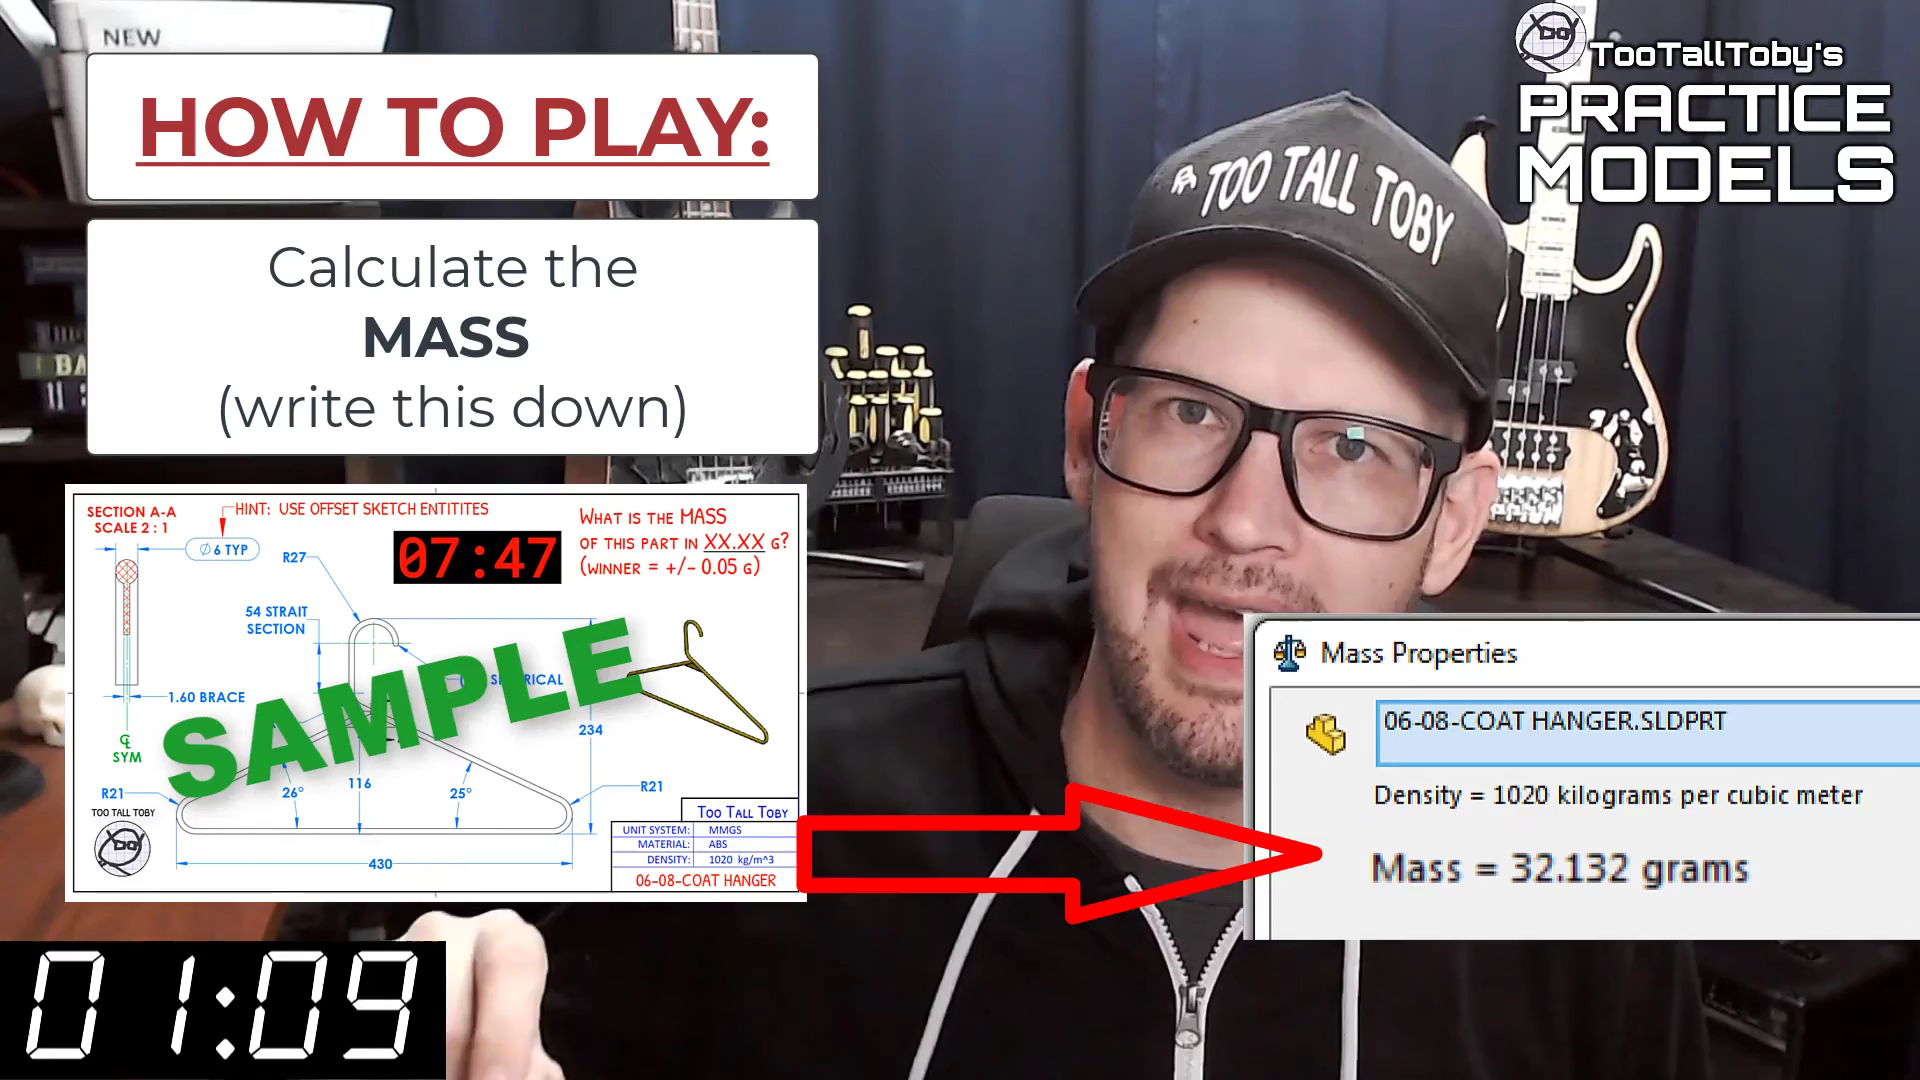 NEW
HOW TO PLAY:
Calculate the
MASS
(write this down)
TooTallToby's
PRACTICE
MODELS
TOO TALL TOBY
SECTION A-A
SCALE 2 : 1
HINT: USE OFFSET SKETCH ENTITITES
∅ 6 TYP
R27
07:47
WHAT IS THE MASS
OF THIS PART IN XX.XX G?
(WINNER = +/- 0.05 G)
54 STRAIT
SECTION
1.60 BRACE
SAMPLE
234
CL
SYM
R21
26°
116
25°
R21
430
TOO TALL TOBY
TOO TALL TOBY
UNIT SYSTEM: MMGS
MATERIAL: ABS
DENSITY: 1020 kg/m^3
06-08-COAT HANGER
Mass Properties
06-08-COAT HANGER.SLDPRT
Density = 1020 kilograms per cubic meter
Mass = 32.132 grams
01:09